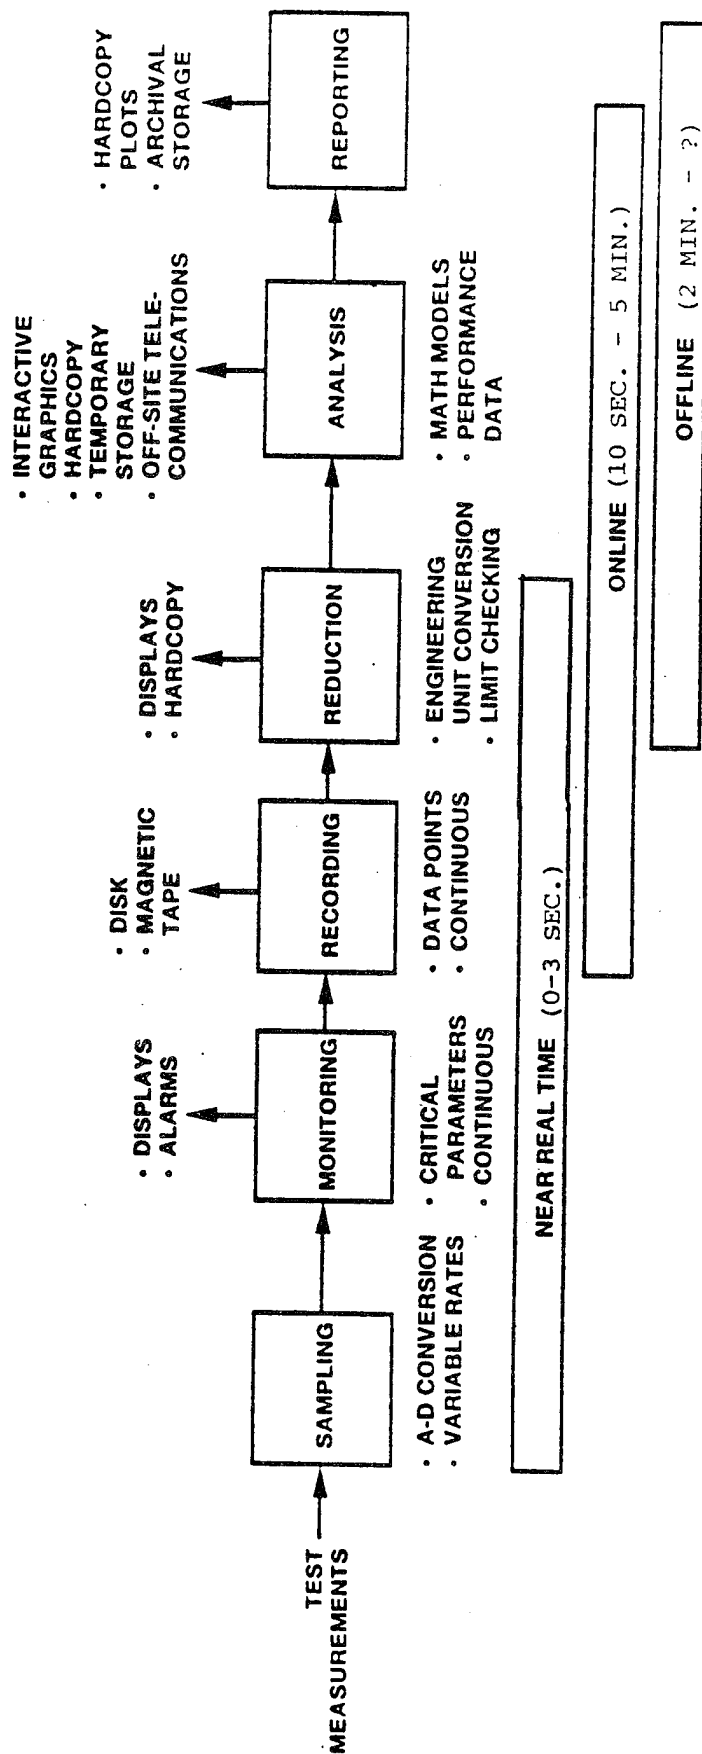 • INTERACTIVE
GRAPHICS
• HARDCOPY
• TEMPORARY
STORAGE
• OFF-SITE TELE-
COMMUNICATIONS
• HARDCOPY
PLOTS
• ARCHIVAL
STORAGE
• DISPLAYS
• ALARMS
• DISK
• MAGNETIC
TAPE
• DISPLAYS
• HARDCOPY
TEST
MEASUREMENTS
SAMPLING
MONITORING
RECORDING
REDUCTION
ANALYSIS
REPORTING
• A-D CONVERSION
• VARIABLE RATES
• CRITICAL
PARAMETERS
• CONTINUOUS
• DATA POINTS
• CONTINUOUS
• ENGINEERING
UNIT CONVERSION
• LIMIT CHECKING
• MATH MODELS
• PERFORMANCE
DATA
NEAR REAL TIME (0-3 SEC.)
ONLINE (10 SEC. - 5 MIN.)
OFFLINE (2 MIN. - ?)